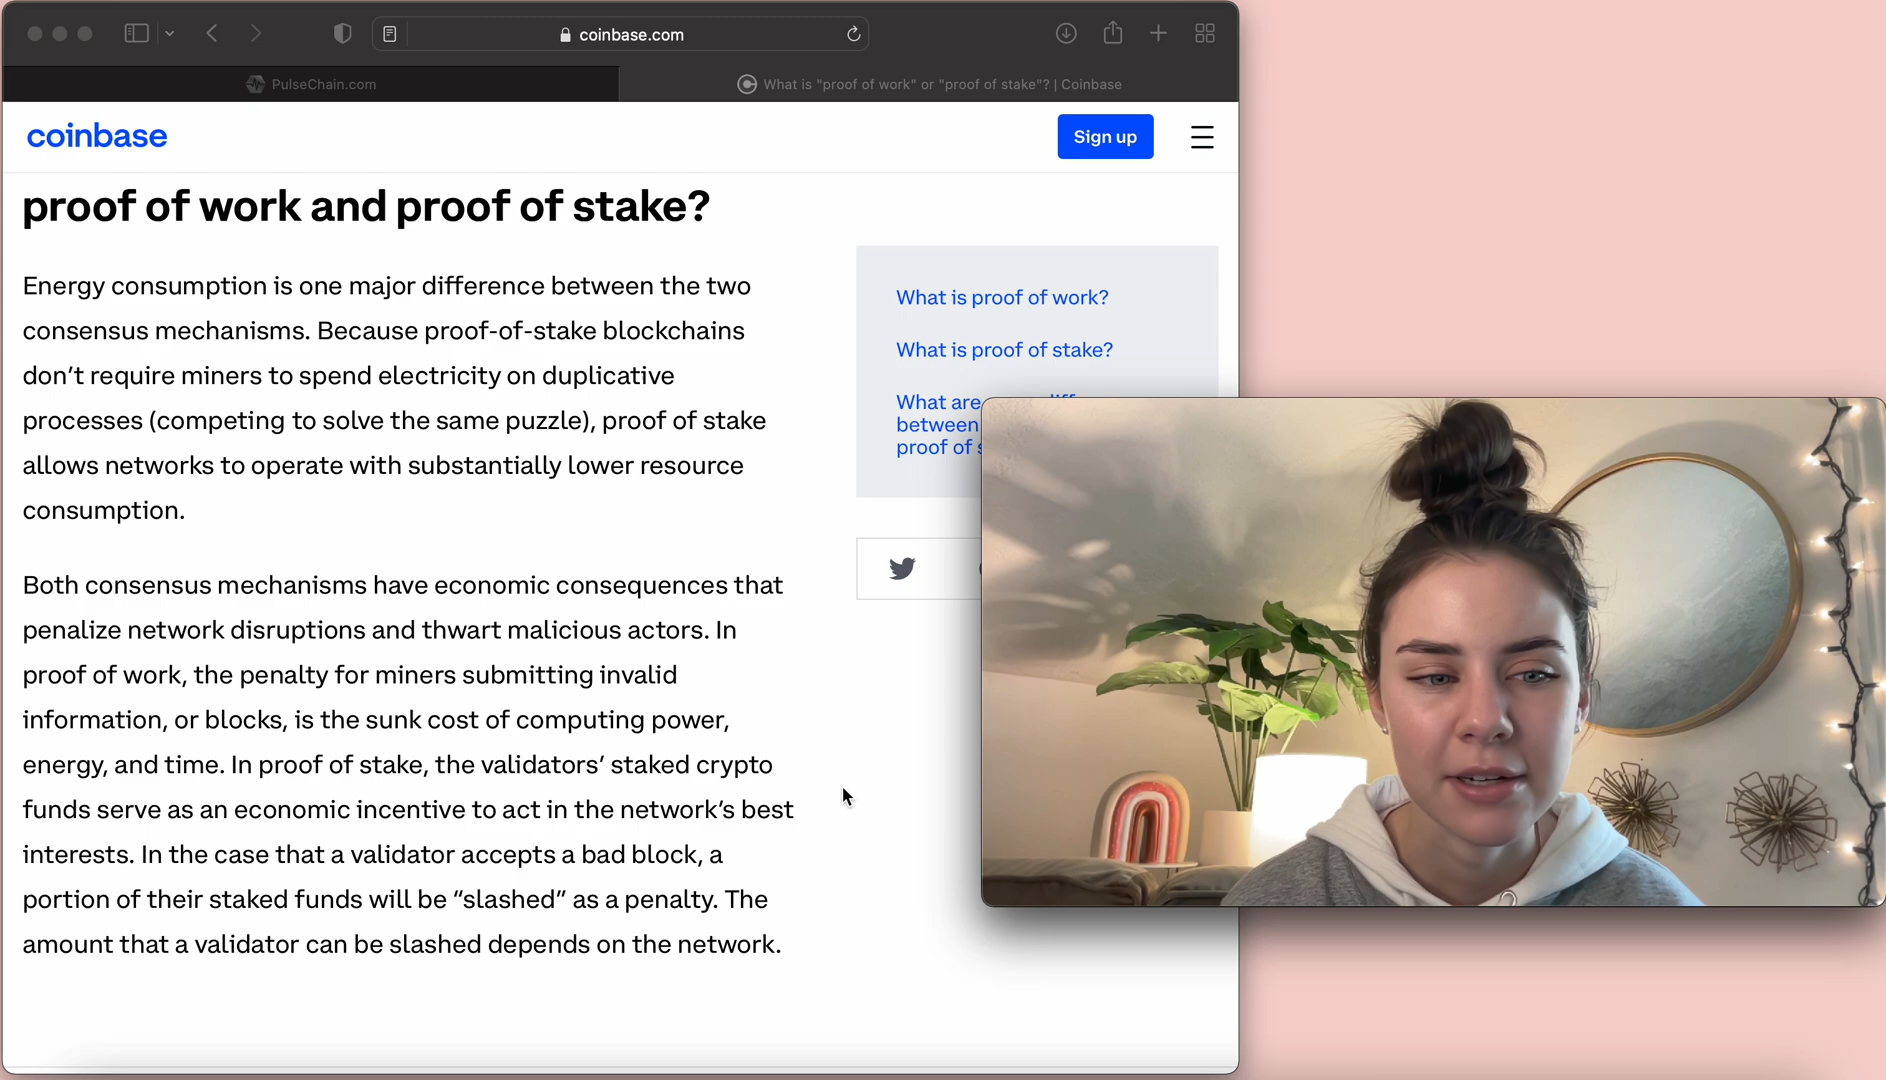 coinbase.com
PulseChain.com
What is "proof of work" or "proof of stake"? | Coinbase
coinbase
Sign up
proof of work and proof of stake?
Energy consumption is one major difference between the two
consensus mechanisms. Because proof-of-stake blockchains
don’t require miners to spend electricity on duplicative
processes (competing to solve the same puzzle), proof of stake
allows networks to operate with substantially lower resource
consumption.
Both consensus mechanisms have economic consequences that
penalize network disruptions and thwart malicious actors. In
proof of work, the penalty for miners submitting invalid
information, or blocks, is the sunk cost of computing power,
energy, and time. In proof of stake, the validators’ staked crypto
funds serve as an economic incentive to act in the network’s best
interests. In the case that a validator accepts a bad block, a
portion of their staked funds will be “slashed” as a penalty. The
amount that a validator can be slashed depends on the network.
What is proof of work?
What is proof of stake?
What are
between
proof of